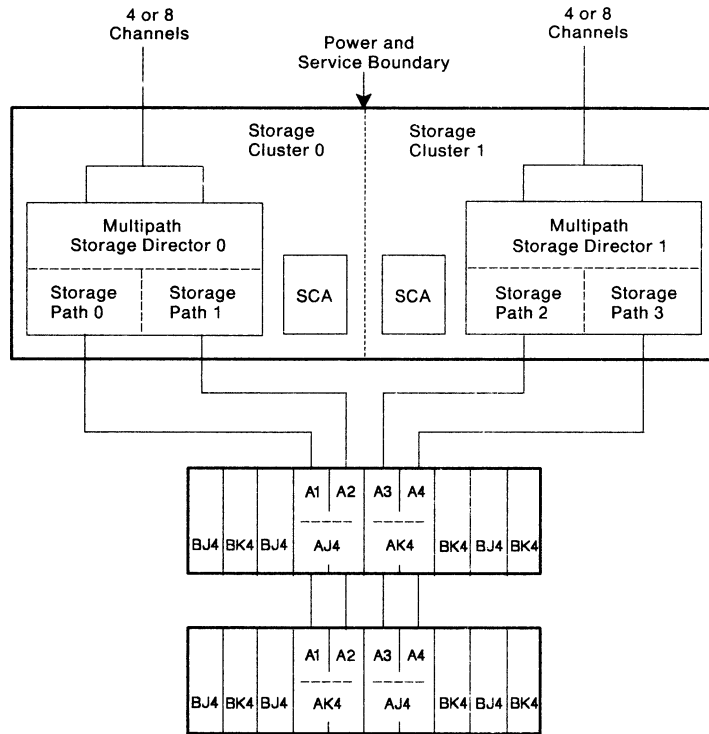 4 or 8
Channels
Power and
Service Boundary
4 or 8
Channels
Storage
Cluster 0
Storage
Cluster 1
Multipath
Storage Director 0
Storage
Path 0
Storage
Path 1
SCA
SCA
Multipath
Storage Director 1
Storage
Path 2
Storage
Path 3
A1 A2 A3 A4
BJ4 BK4 BJ4 AJ4 AK4 BK4 BJ4 BK4
A1 A2 A3 A4
BJ4 BK4 BJ4 AK4 AJ4 BK4 BJ4 BK4